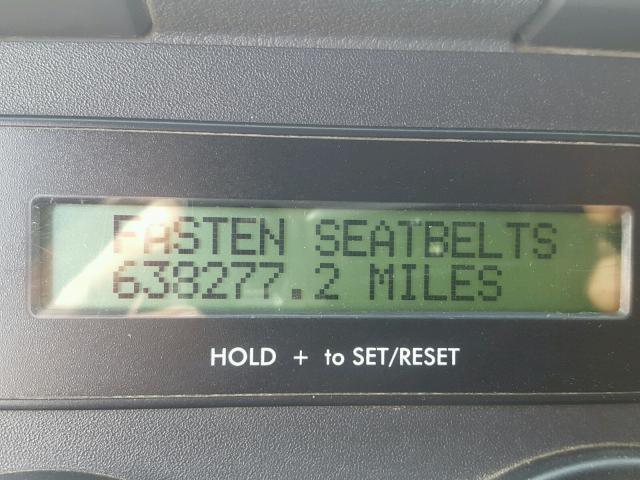 FASTEN SEATBELTS
638277.2 MILES
HOLD + to SET/RESET